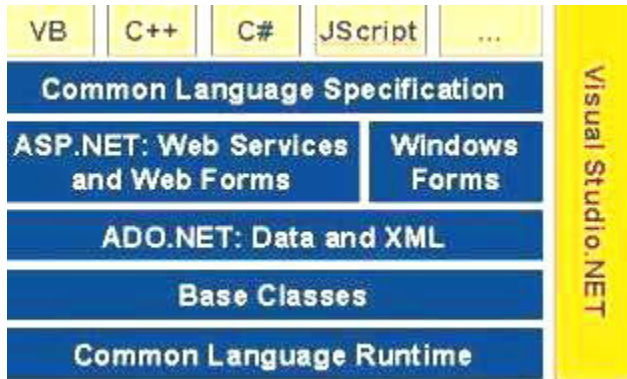 VB C++ C# JScript ...
Common Language Specification
ASP.NET: Web Services
and Web Forms
Windows
Forms
ADO.NET: Data and XML
Base Classes
Common Language Runtime
Visual Studio.NET